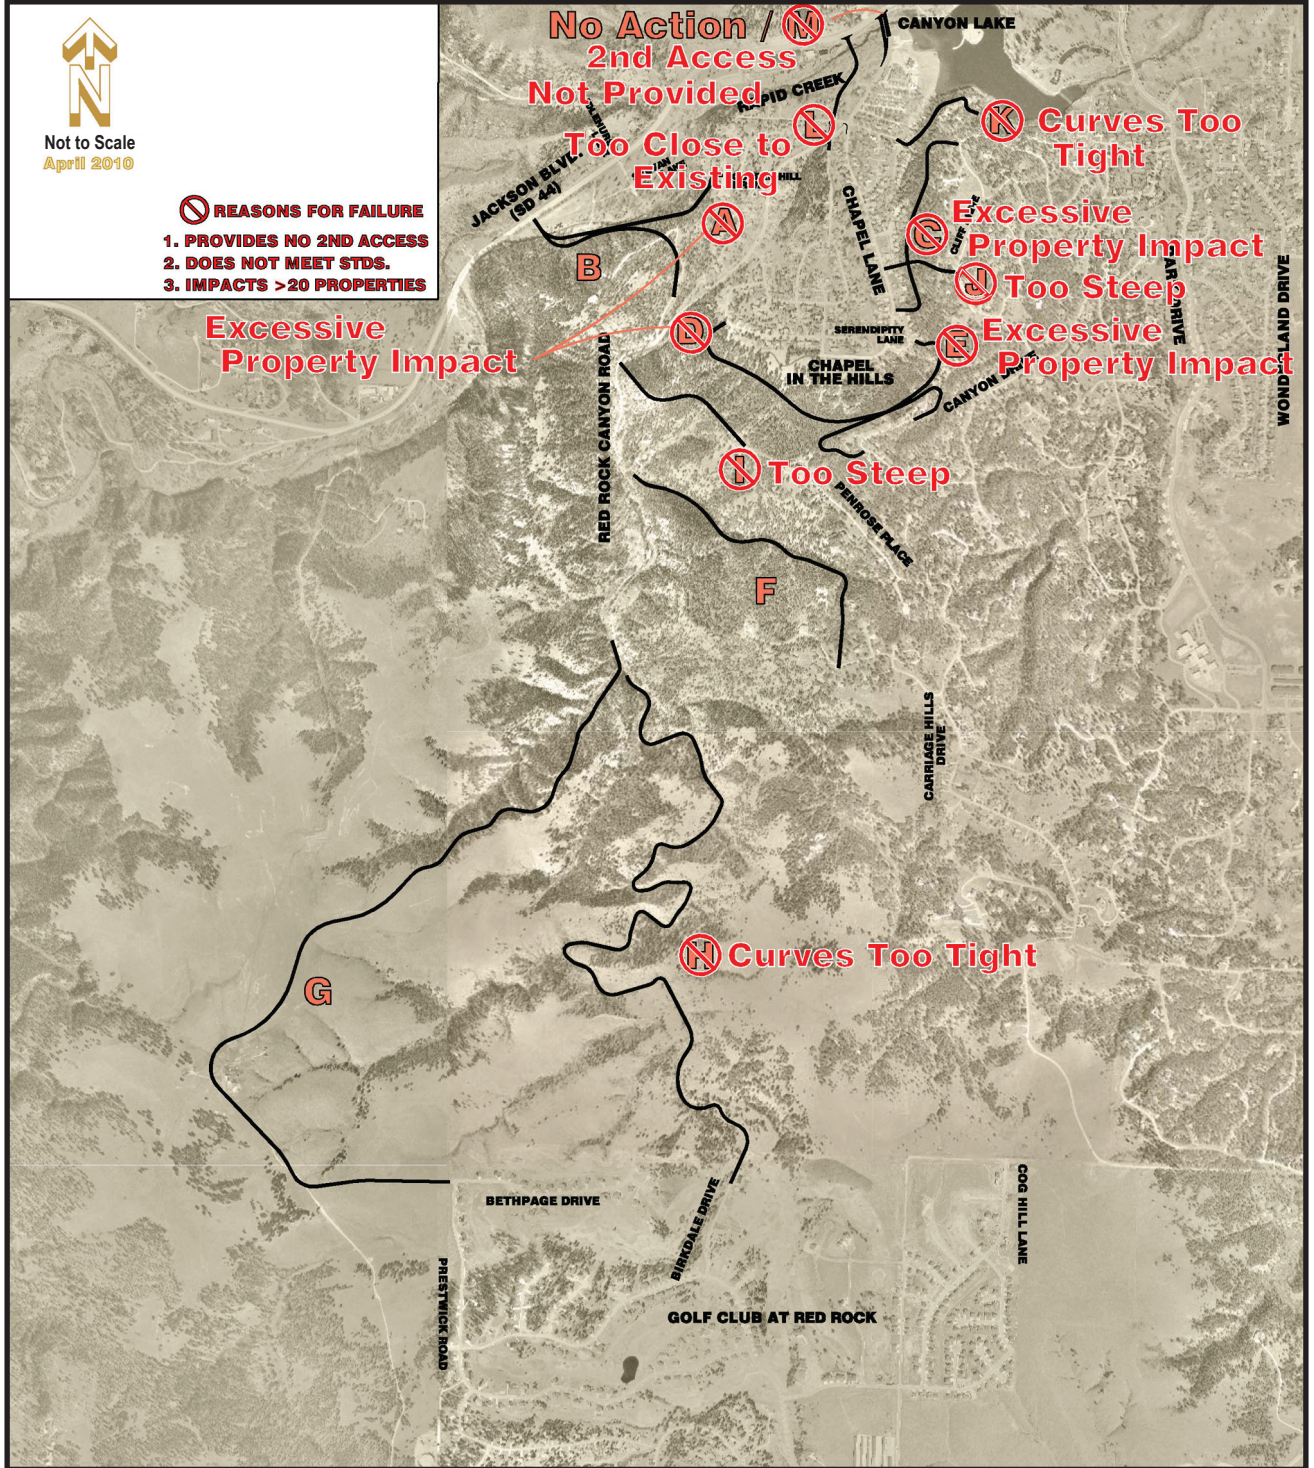 N
Not to Scale
April 2010
REASONS FOR FAILURE
1. PROVIDES NO 2ND ACCESS
2. DOES NOT MEET STDS.
3. IMPACTS >20 PROPERTIES
No Action / M
2nd Access
Not Provided
CANYON LAKE
RAPID CREEK
L
Too Close to
Existing
K
Curves Too
Tight
JACKSON BLVD.
(SD 44)
HILL
A
B
CHAPEL LANE
C
Excessive
Property Impact
J
Too Steep
WONDERLAND DRIVE
Excessive
Property Impact
D
SERENDIPITY
LANE
E
Excessive
Property Impact
CHAPEL
IN THE HILLS
RED ROCK CANYON ROAD
I
Too Steep
PENROSE PLACE
F
CARRIAGE HILLS
DRIVE
H
Curves Too Tight
G
BETHPAGE DRIVE
BIRKDALE DRIVE
COG HILL LANE
PRESTWICK ROAD
GOLF CLUB AT RED ROCK